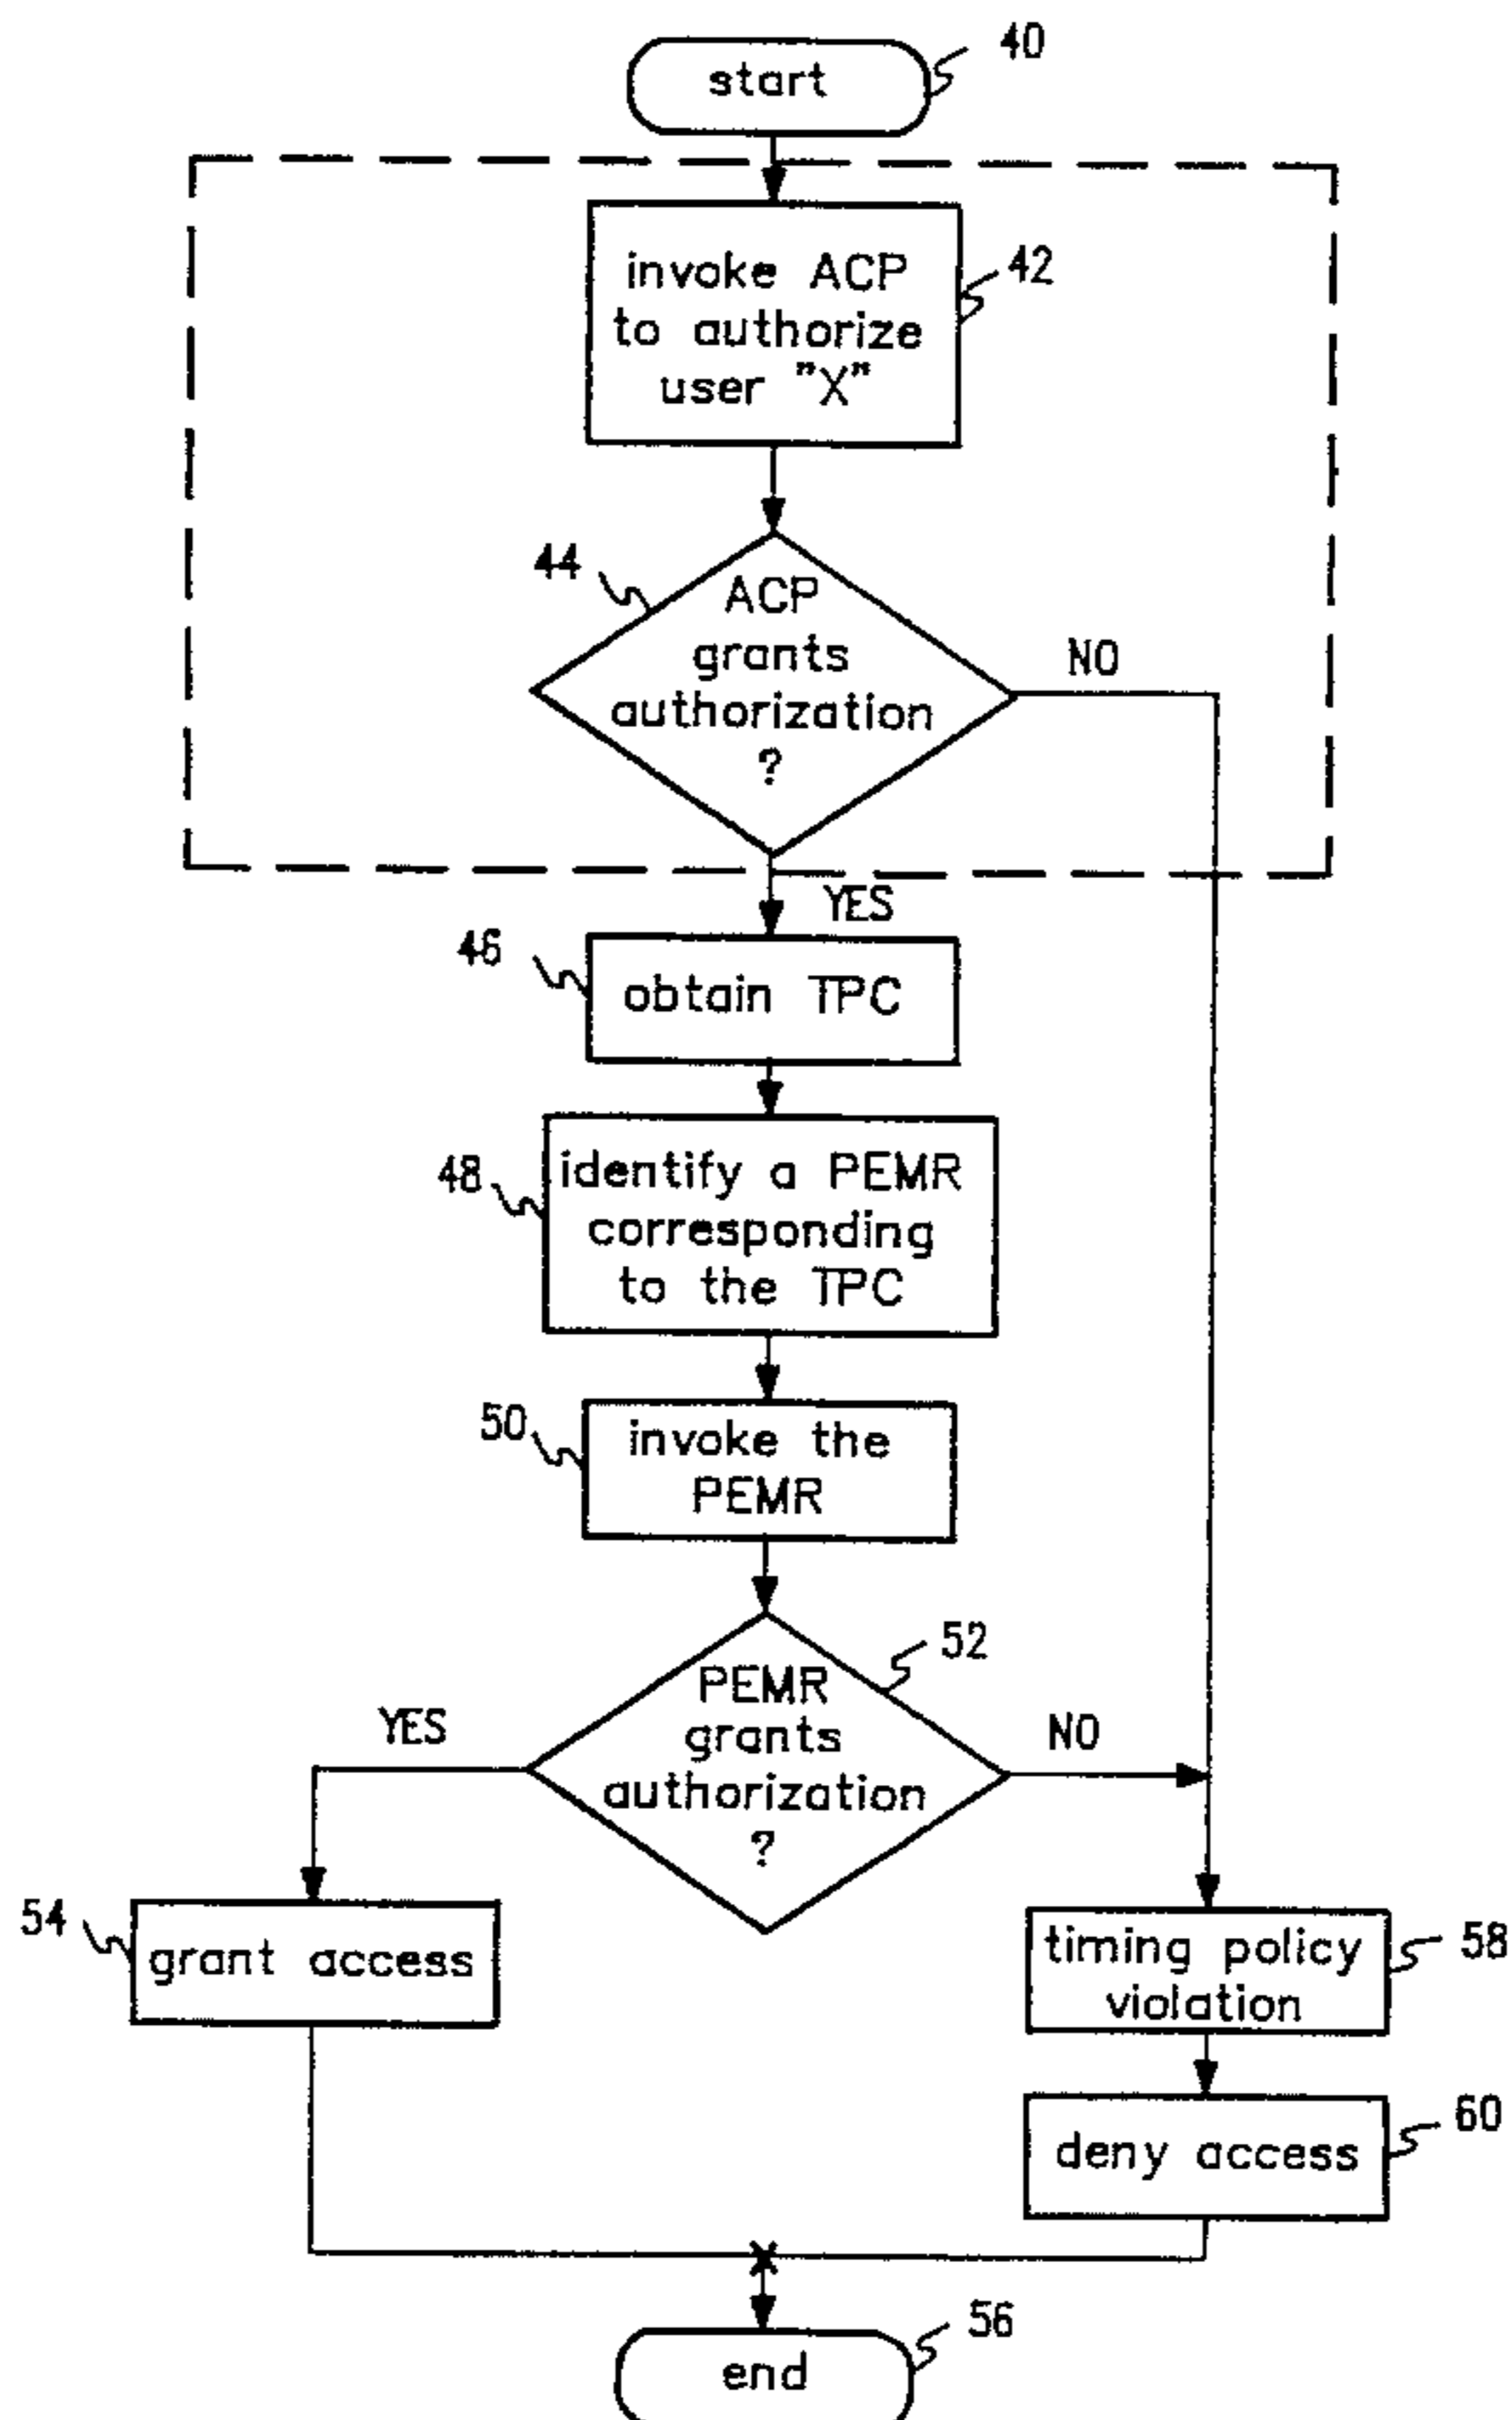 start
40
invoke ACP
to authorize
user "X"
42
44
ACP
grants
authorization
?
NO
YES
46
obtain TPC
48
identify a PEMR
corresponding
to the TPC
50
invoke the
PEMR
52
PEMR
grants
authorization
?
YES
NO
54
grant access
timing policy
violation
58
deny access
60
56
end